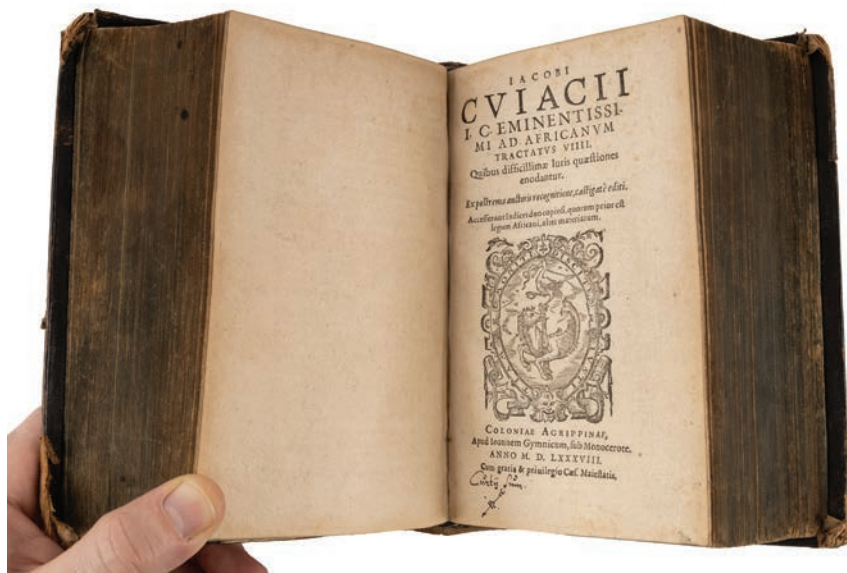 IACOBI
CVIACII
I. C. EMINENTISSI-
MI AD AFRICANVM
TRACTATVS VIIII.
Quibus difficillimæ Iuris quæstiones
enodantur.
Ex postrema auctoris recognitione, castigatè editi.
Accesserunt Indices duo copiosi, quorum prior est
legum Africani, alter materiarum.
COLONIAE AGRIPPINAE,
Apud Ioannem Gymnicum, sub Monocerote.
ANNO M. D. LXXXVIII.
Cum gratia & priuilegio Cæs. Maiestatis.